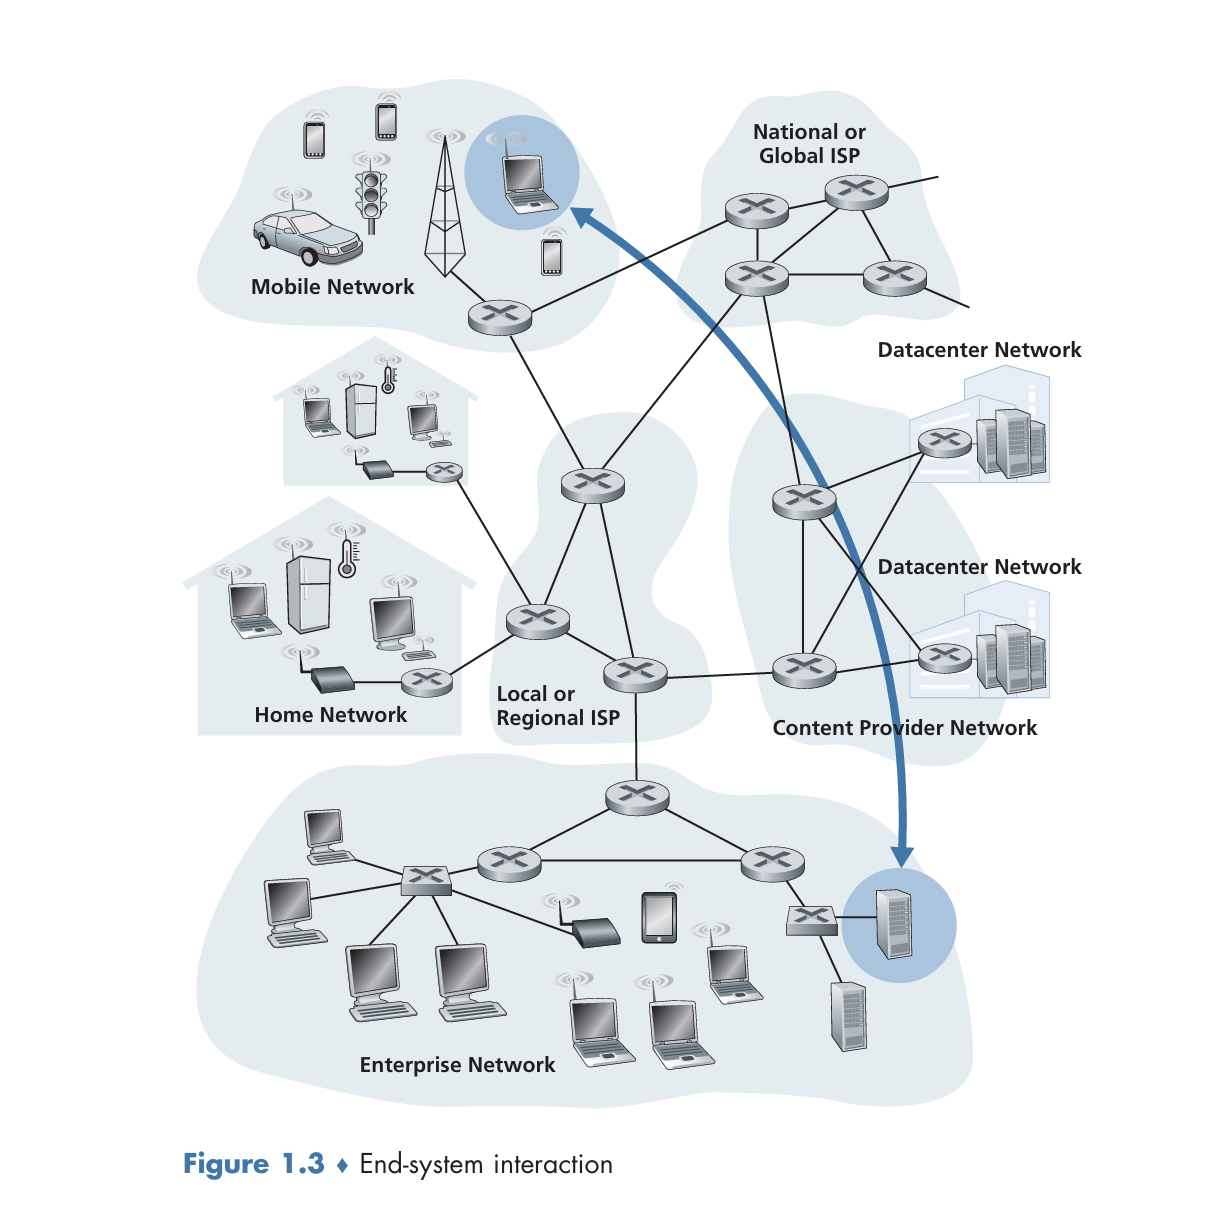 National or
Global ISP
Mobile Network
Datacenter Network
Datacenter Network
Local or
Regional ISP
Home Network
Content Provider Network
Enterprise Network
Figure 1.3 ♦ End-system interaction